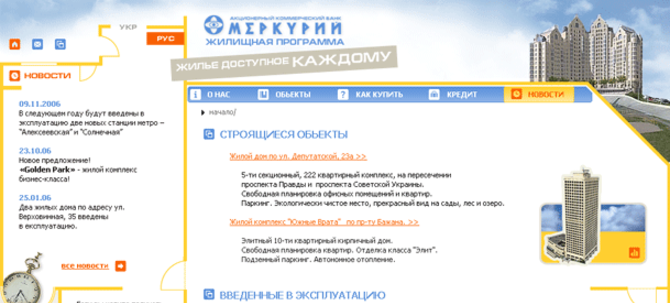 УКР
РУС
АКЦИОНЕРНЫЙ КОММЕРЧЕСКИЙ БАНК
МЕРКУРИЙ
ЖИЛИЩНАЯ ПРОГРАММА
ЖИЛЬЕ ДОСТУПНОЕ КАЖДОМУ
О НАС
ОБЪЕКТЫ
КАК КУПИТЬ
КРЕДИТ
НОВОСТИ
начало/
НОВОСТИ
09.11.2006
В следующем году будут введены в
эксплуатацию две новых станции метро –
"Алексеевская" и "Солнечная"
23.10.06
Новое предложение!
«Golden Park» - жилой комплекс
бизнес-класса!
25.01.06
Два жилых дома по адресу ул.
Верховинная, 35 введены
в эксплуатацию.
все новости
СТРОЯЩИЕСЯ ОБЪЕКТЫ
Жилой дом по ул. Депутатской, 23а >>
5-ти секционный, 222 квартирный комплекс, на пересечении
проспекта Правды и проспекта Советской Украины.
Свободная планировка офисных помещений и квартир.
Паркинг. Экологически чистое место, прекрасный вид на сады, лес и озеро.
Жилой комплекс "Южные Врата" по пр-ту Бажана. >>
Элитный 10-ти квартирный кирпичный дом.
Свободная планировка квартир. Отделка класса "Элит".
Подземный паркинг. Автономное отопление.
ВВЕДЕННЫЕ В ЭКСПЛУАТАЦИЮ